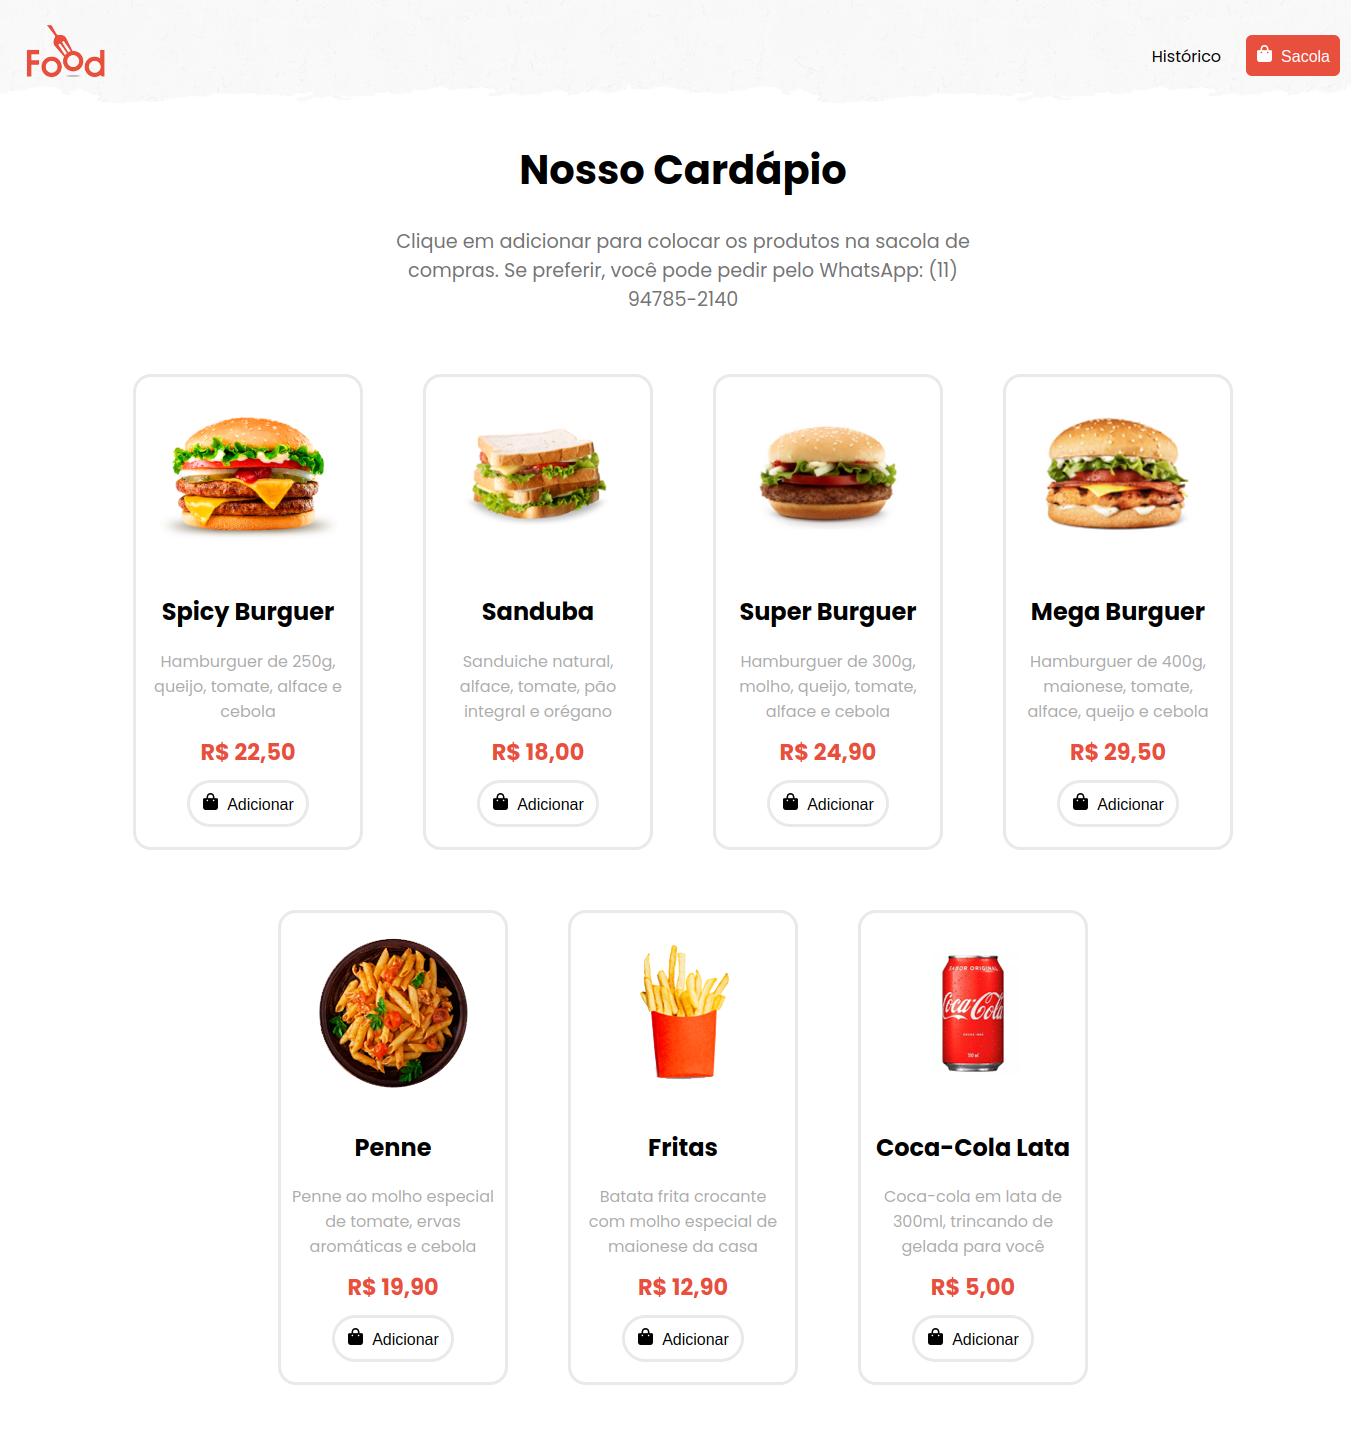 Food
Histórico
Sacola
Nosso Cardápio
Clique em adicionar para colocar os produtos na sacola de
compras. Se preferir, você pode pedir pelo WhatsApp: (11)
94785-2140
Spicy Burguer
Hamburguer de 250g,
queijo, tomate, alface e
cebola
R$ 22,50
Adicionar
Sanduba
Sanduiche natural,
alface, tomate, pão
integral e orégano
R$ 18,00
Adicionar
Super Burguer
Hamburguer de 300g,
molho, queijo, tomate,
alface e cebola
R$ 24,90
Adicionar
Mega Burguer
Hamburguer de 400g,
maionese, tomate,
alface, queijo e cebola
R$ 29,50
Adicionar
Penne
Penne ao molho especial
de tomate, ervas
aromáticas e cebola
R$ 19,90
Adicionar
Fritas
Batata frita crocante
com molho especial de
maionese da casa
R$ 12,90
Adicionar
SABOR ORIGINAL
Coca-Cola
Coca-Cola Lata
Coca-cola em lata de
300ml, trincando de
gelada para você
R$ 5,00
Adicionar